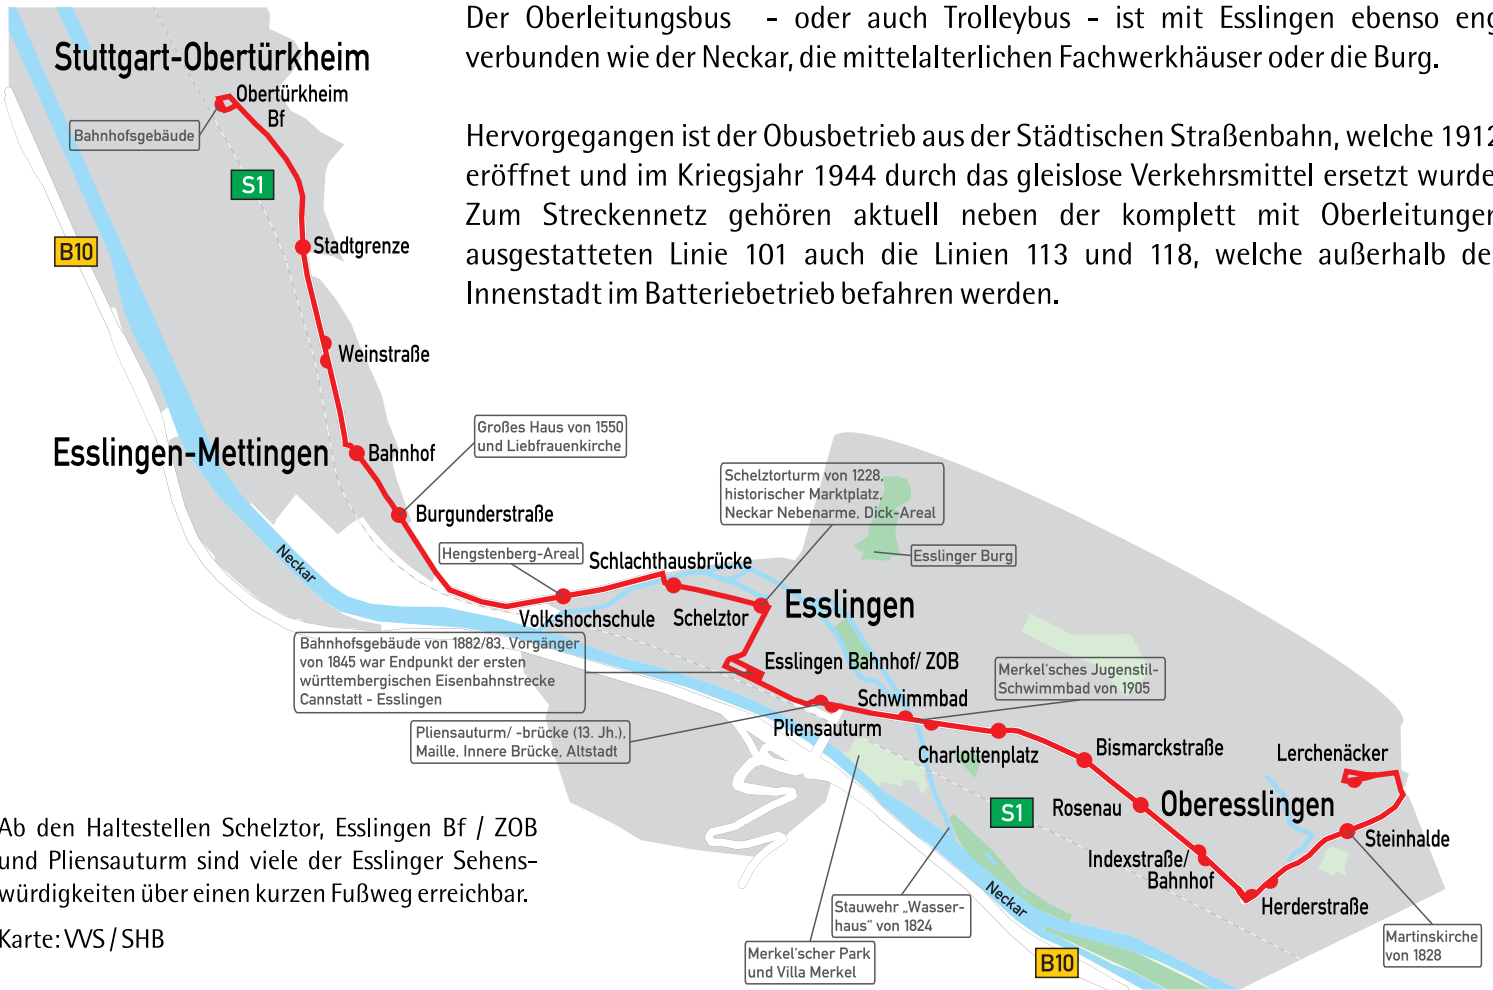 Der Oberleitungsbus - oder auch Trolleybus - ist mit Esslingen ebenso eng
verbunden wie der Neckar, die mittelalterlichen Fachwerkhäuser oder die Burg.
Hervorgegangen ist der Obusbetrieb aus der Städtischen Straßenbahn, welche 1912
eröffnet und im Kriegsjahr 1944 durch das gleislose Verkehrsmittel ersetzt wurde
Zum Streckennetz gehören aktuell neben der komplett mit Oberleitungen
ausgestatteten Linie 101 auch die Linien 113 und 118, welche außerhalb de
Innenstadt im Batteriebetrieb befahren werden.
Stuttgart-Obertürkheim
Obertürkheim
Bf
Bahnhofsgebäude
S1
B10
Stadtgrenze
Weinstraße
Esslingen-Mettingen
Bahnhof
Großes Haus von 1550
und Liebfrauenkirche
Burgunderstraße
Neckar
Hengstenberg-Areal
Schlachthausbrücke
Schelztorturm von 1228,
historischer Marktplatz,
Neckar Nebenarme, Dick-Areal
Esslinger Burg
Volkshochschule
Schelztor
Esslingen
Bahnhofsgebäude von 1882/83, Vorgänger
von 1845 war Endpunkt der ersten
württembergischen Eisenbahnstrecke
Cannstatt - Esslingen
Esslingen Bahnhof/ ZOB
Merkel'sches Jugenstil-
Schwimmbad von 1905
Schwimmbad
Pliensauturm/ -brücke (13. Jh.),
Maille, Innere Brücke, Altstadt
Pliensauturm
Charlottenplatz
Bismarckstraße
Lerchenäcker
Rosenau
Oberesslingen
S1
Steinhalde
Indexstraße/
Bahnhof
Herderstraße
Neckar
Stauwehr „Wasser-
haus" von 1824
Merkel'scher Park
und Villa Merkel
B10
Martinskirche
von 1828
Ab den Haltestellen Schelztor, Esslingen Bf / ZOB
und Pliensauturm sind viele der Esslinger Sehens-
würdigkeiten über einen kurzen Fußweg erreichbar.
Karte: VVS / SHB